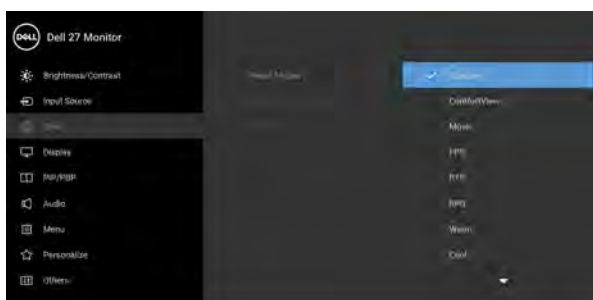 DELL Dell 27 Monitor
Brightness/Contrast
Input Source
Color
Display
PIP/PBP
Audio
Menu
Personalize
Others
Preset Modes
Standard
ComfortView
Movie
FPS
RTS
RPG
Warm
Cool